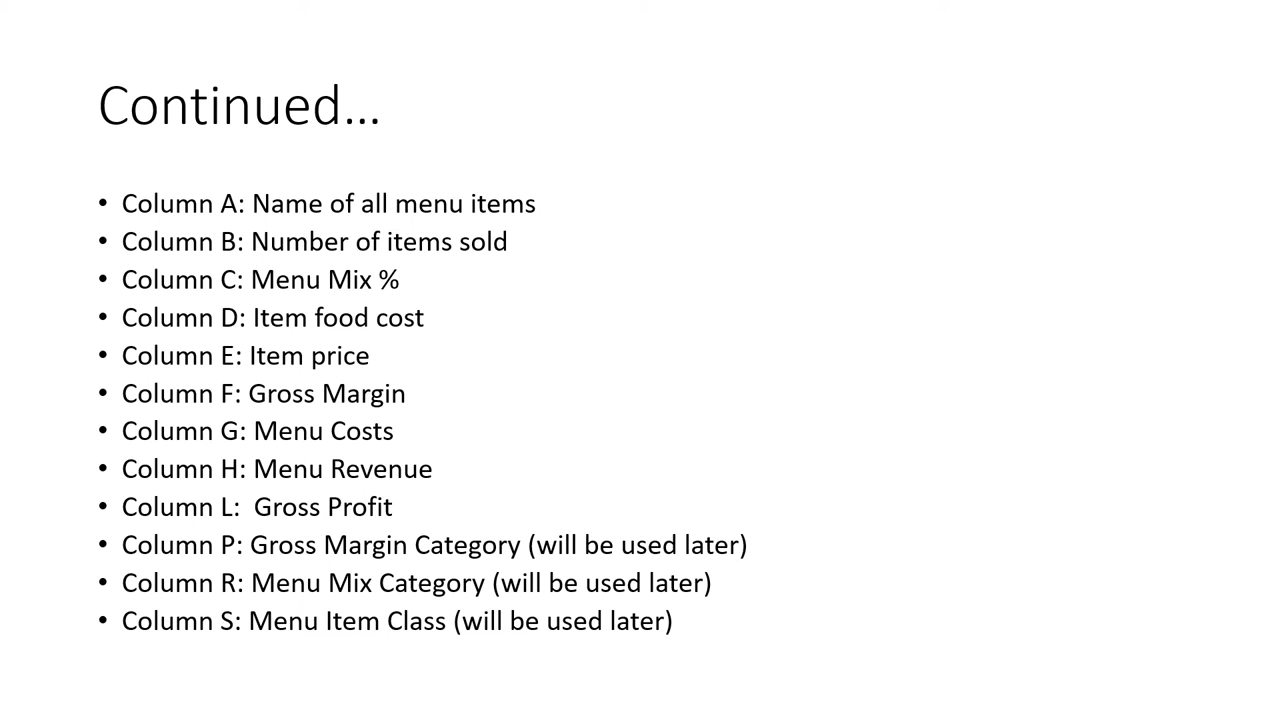 Continued...
• Column A: Name of all menu items
• Column B: Number of items sold
• Column C: Menu Mix %
• Column D: Item food cost
• Column E: Item price
• Column F: Gross Margin
• Column G: Menu Costs
• Column H: Menu Revenue
• Column L:  Gross Profit
• Column P: Gross Margin Category (will be used later)
• Column R: Menu Mix Category (will be used later)
• Column S: Menu Item Class (will be used later)